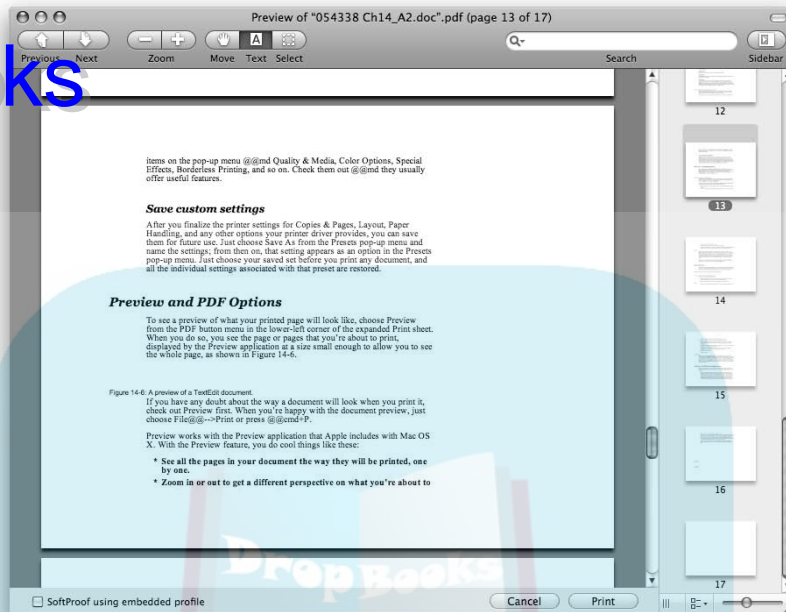 Preview of "054338 Ch14_A2.doc".pdf (page 13 of 17)
Previous Next Zoom Move Text Select Search Sidebar
ks
items on the pop-up menu @@md Quality & Media, Color Options, Special
Effects, Borderless Printing, and so on. Check them out @@md they usually
offer useful features.
Save custom settings
After you finalize the printer settings for Copies & Pages, Layout, Paper
Handling, and any other options your printer driver provides, you can save
them for future use. Just choose Save As from the Presets pop-up menu and
name the settings; from then on, that setting appears as an option in the Presets
pop-up menu. Just choose your saved set before you print any document, and
all the individual settings associated with that preset are restored.
Preview and PDF Options
To see a preview of what your printed page will look like, choose Preview
from the PDF button menu in the lower-left corner of the expanded Print sheet.
When you do so, you see the page or pages that you're about to print,
displayed by the Preview application at a size small enough to allow you to see
the whole page, as shown in Figure 14-6.
Figure 14-6: A preview of a TextEdit document.
If you have any doubt about the way a document will look when you print it,
check out Preview first. When you're happy with the document preview, just
choose File@@-->Print or press @@cmd+P.
Preview works with the Preview application that Apple includes with Mac OS
X. With the Preview feature, you do cool things like these:
* See all the pages in your document the way they will be printed, one
by one.
* Zoom in or out to get a different perspective on what you're about to
DropBooks
12
13
14
15
16
17
SoftProof using embedded profile
Cancel Print